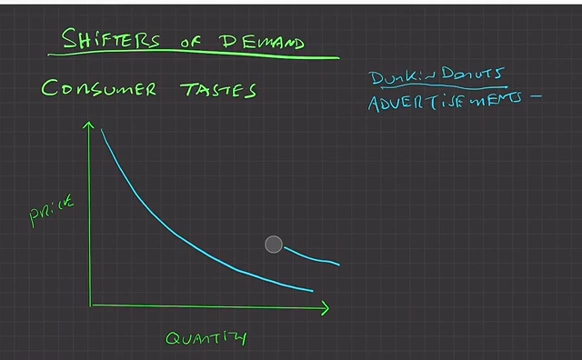 SHIFTERS OF DEMAND
CONSUMER TASTES
DUNKIN DONUTS
ADVERTISEMENTS -
PRICE
QUANTITY